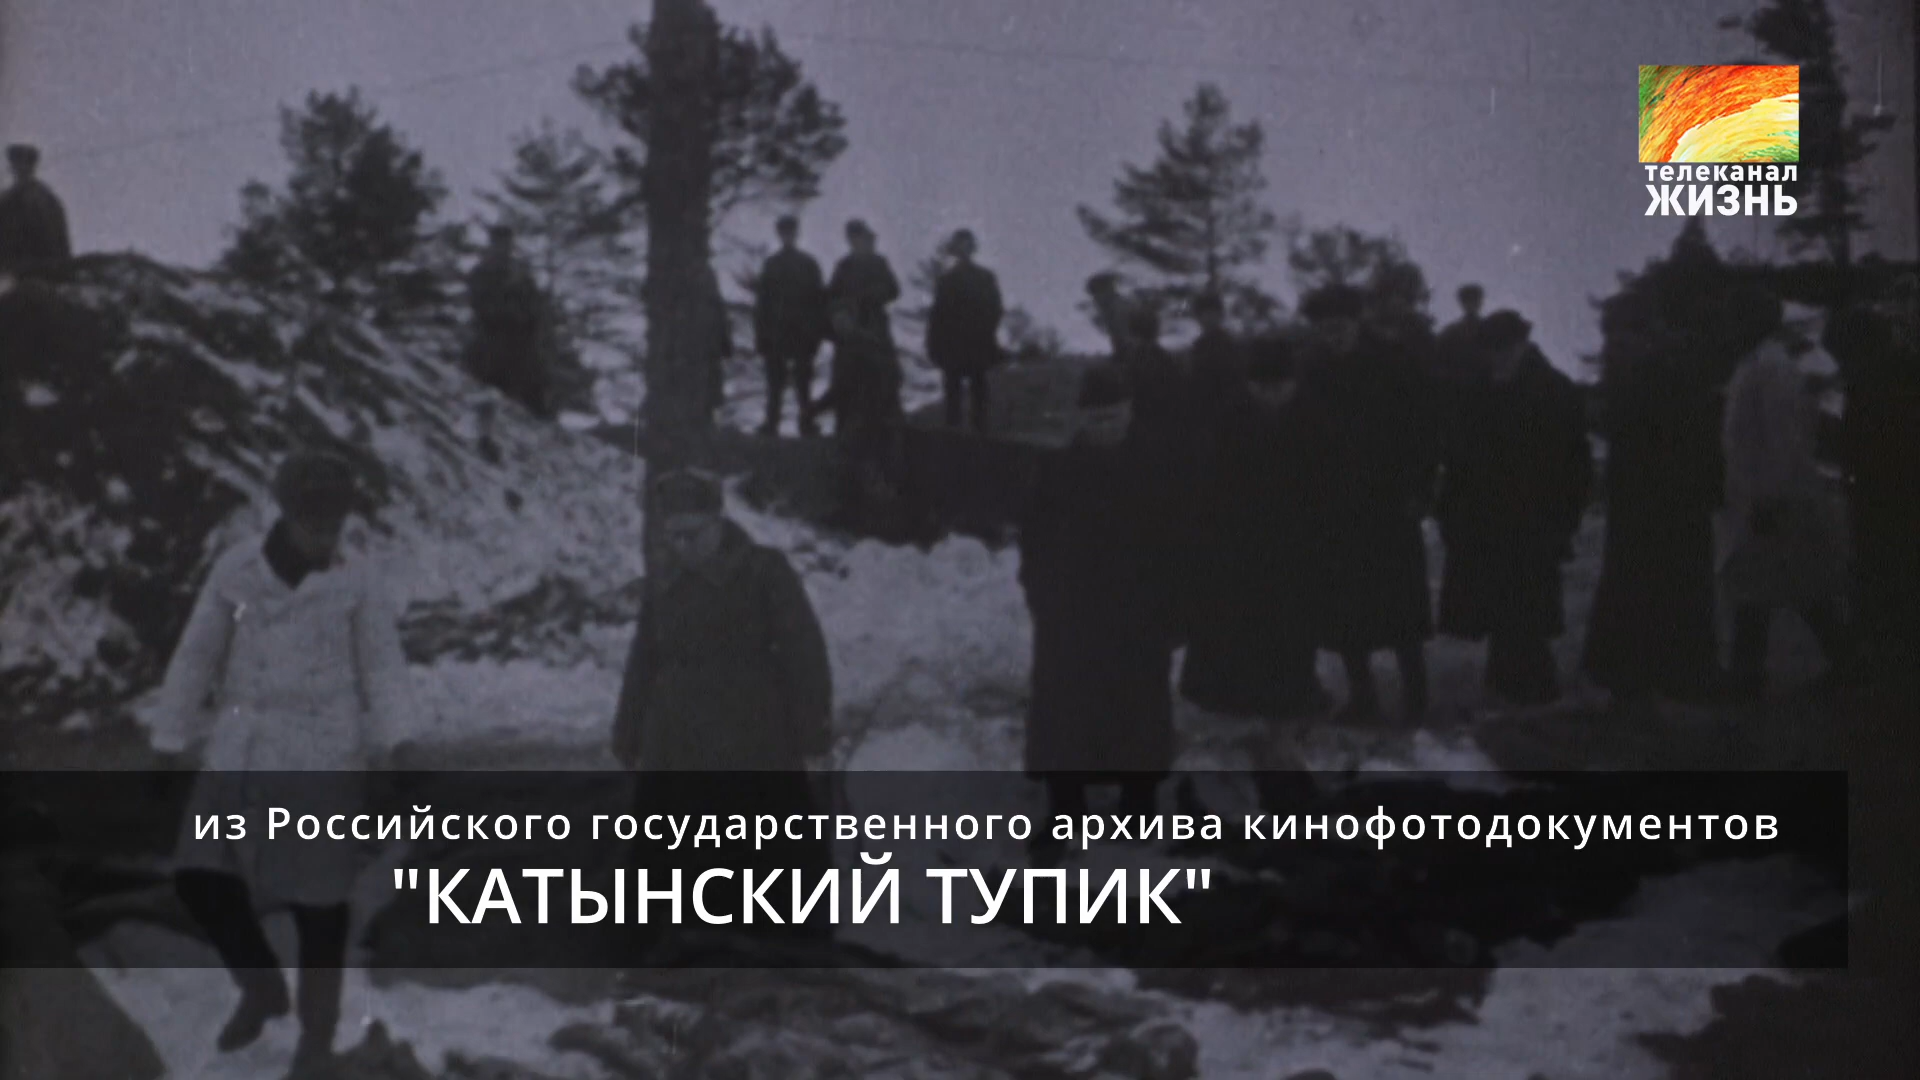 телеканал
ЖИЗНЬ
из Российского государственного архива кинофотодокументов
"КАТЫНСКИЙ ТУПИК"